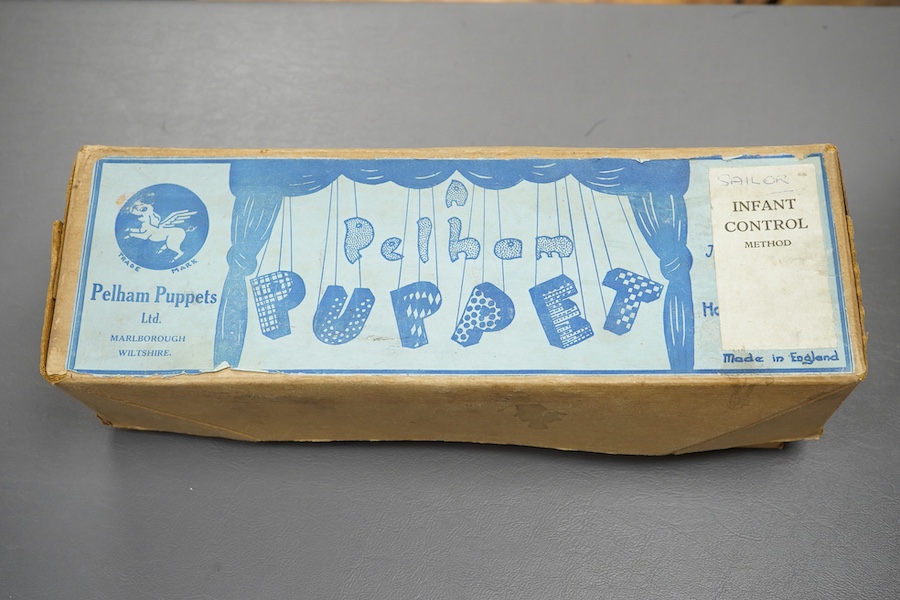 TRADE MARK
Pelham Puppets
Ltd.
MARLBOROUGH
WILTSHIRE.
A
Pelham
PUPPET
SAILOR
INFANT
CONTROL
METHOD
Made in England